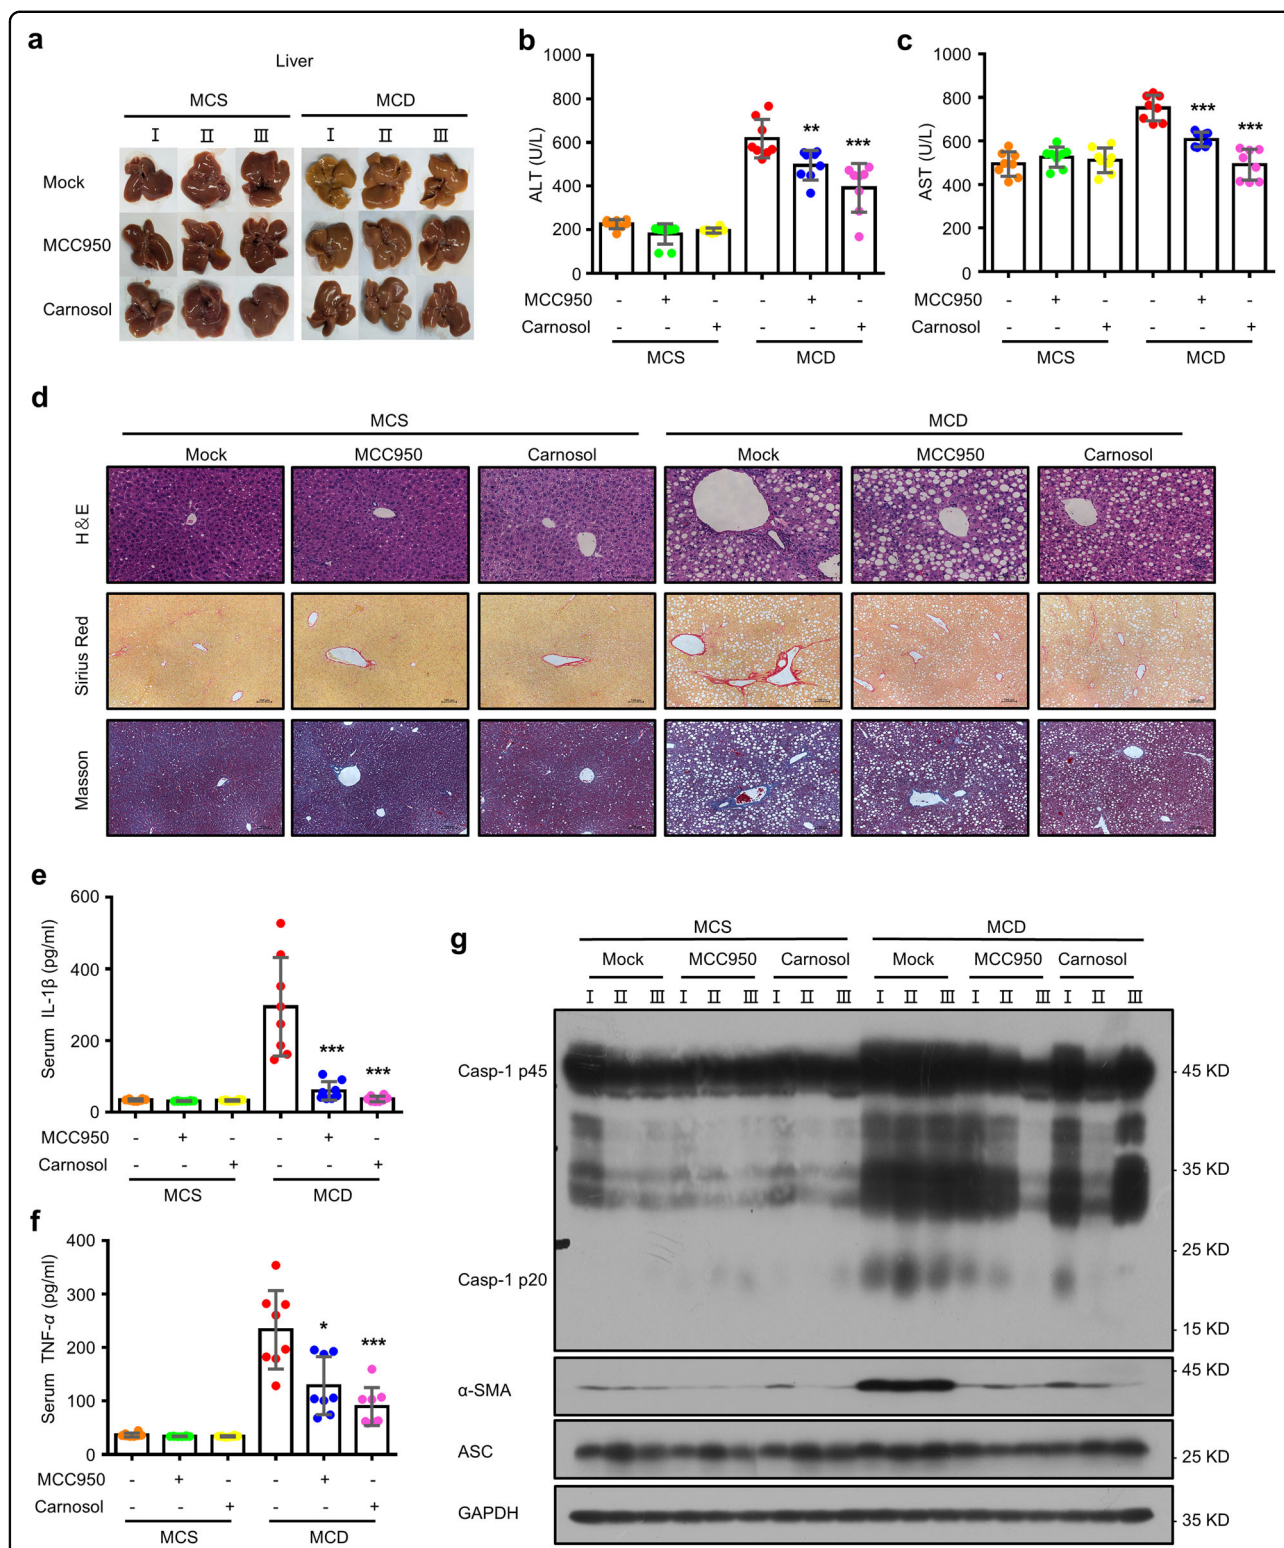 a
Liver
MCS MCD
I II III I II III
Mock
MCC950
Carnosol
b
1000
800
600
400
200
0
ALT (U/L)
** ***
MCC950 - + - - + -
Carnosol - - + - - +
MCS MCD
c
1000
800
600
400
200
0
AST (U/L)
*** ***
MCC950 - + - - + -
Carnosol - - + - - +
MCS MCD
d
MCS MCD
Mock MCC950 Carnosol Mock MCC950 Carnosol
H&E
Sirius Red
Masson
e
600
400
200
0
Serum IL-1β (pg/ml)
*** ***
MCC950 - + - - + -
Carnosol - - + - - +
MCS MCD
f
400
300
200
100
0
Serum TNF-α (pg/ml)
* ***
MCC950 - + - - + -
Carnosol - - + - - +
MCS MCD
g
MCS MCD
Mock MCC950 Carnosol Mock MCC950 Carnosol
I II III I II III I II III I II III I II III I II III
Casp-1 p45 45 KD
35 KD
25 KD
Casp-1 p20
15 KD
45 KD
α-SMA
ASC 25 KD
GAPDH 35 KD